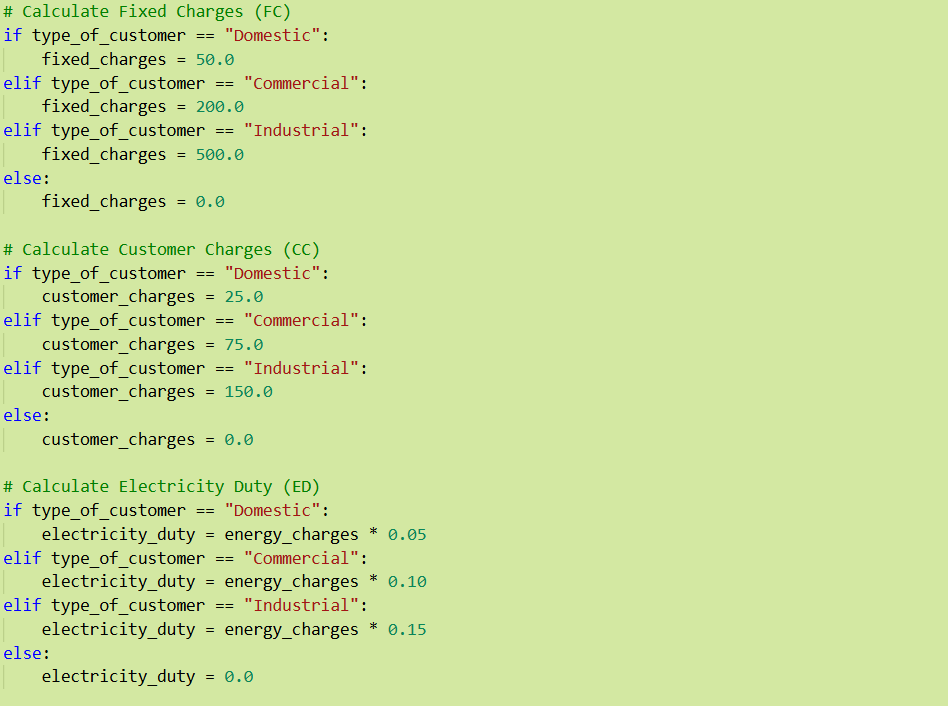 # Calculate Fixed Charges (FC)
if type_of_customer == "Domestic":
    fixed_charges = 50.0
elif type_of_customer == "Commercial":
    fixed_charges = 200.0
elif type_of_customer == "Industrial":
    fixed_charges = 500.0
else:
    fixed_charges = 0.0

# Calculate Customer Charges (CC)
if type_of_customer == "Domestic":
    customer_charges = 25.0
elif type_of_customer == "Commercial":
    customer_charges = 75.0
elif type_of_customer == "Industrial":
    customer_charges = 150.0
else:
    customer_charges = 0.0

# Calculate Electricity Duty (ED)
if type_of_customer == "Domestic":
    electricity_duty = energy_charges * 0.05
elif type_of_customer == "Commercial":
    electricity_duty = energy_charges * 0.10
elif type_of_customer == "Industrial":
    electricity_duty = energy_charges * 0.15
else:
    electricity_duty = 0.0